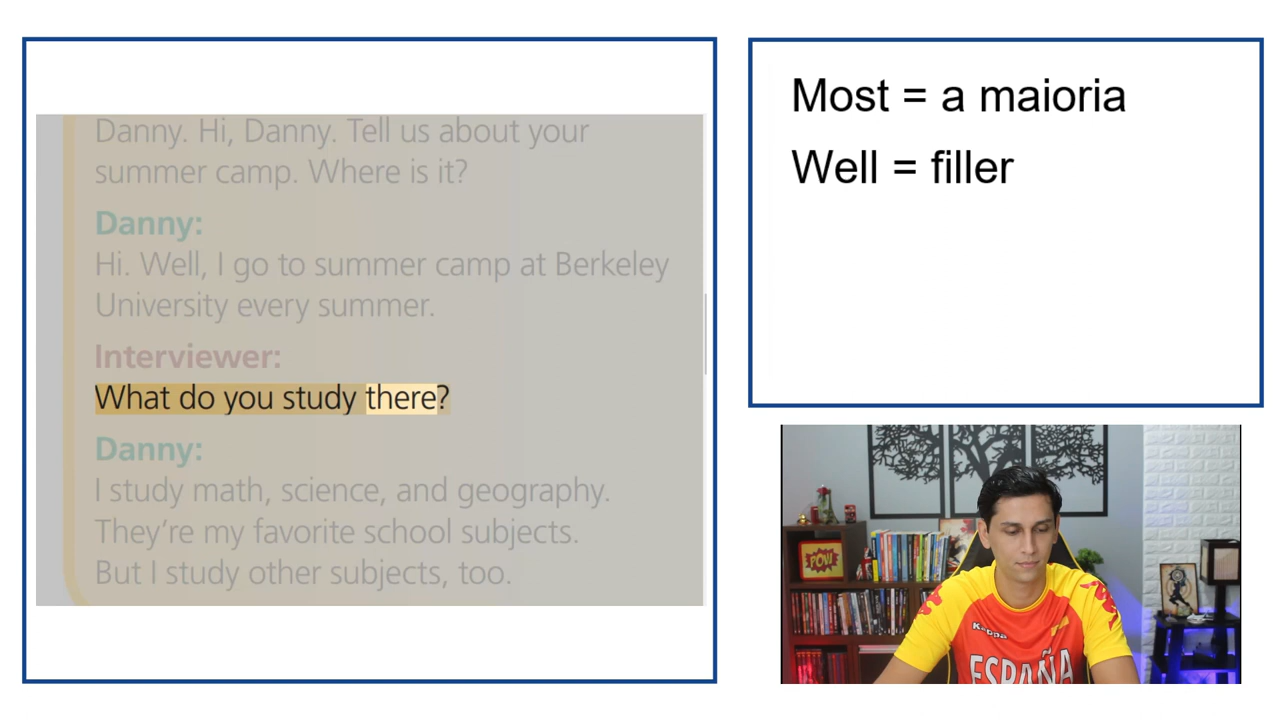 Danny. Hi, Danny. Tell us about your
summer camp. Where is it?
Danny:
Hi. Well, I go to summer camp at Berkeley
University every summer.
Interviewer:
What do you study there?
Danny:
I study math, science, and geography.
They're my favorite school subjects.
But I study other subjects, too.
Most = a maioria
Well = filler
POW
Kappa
ESPAÑA